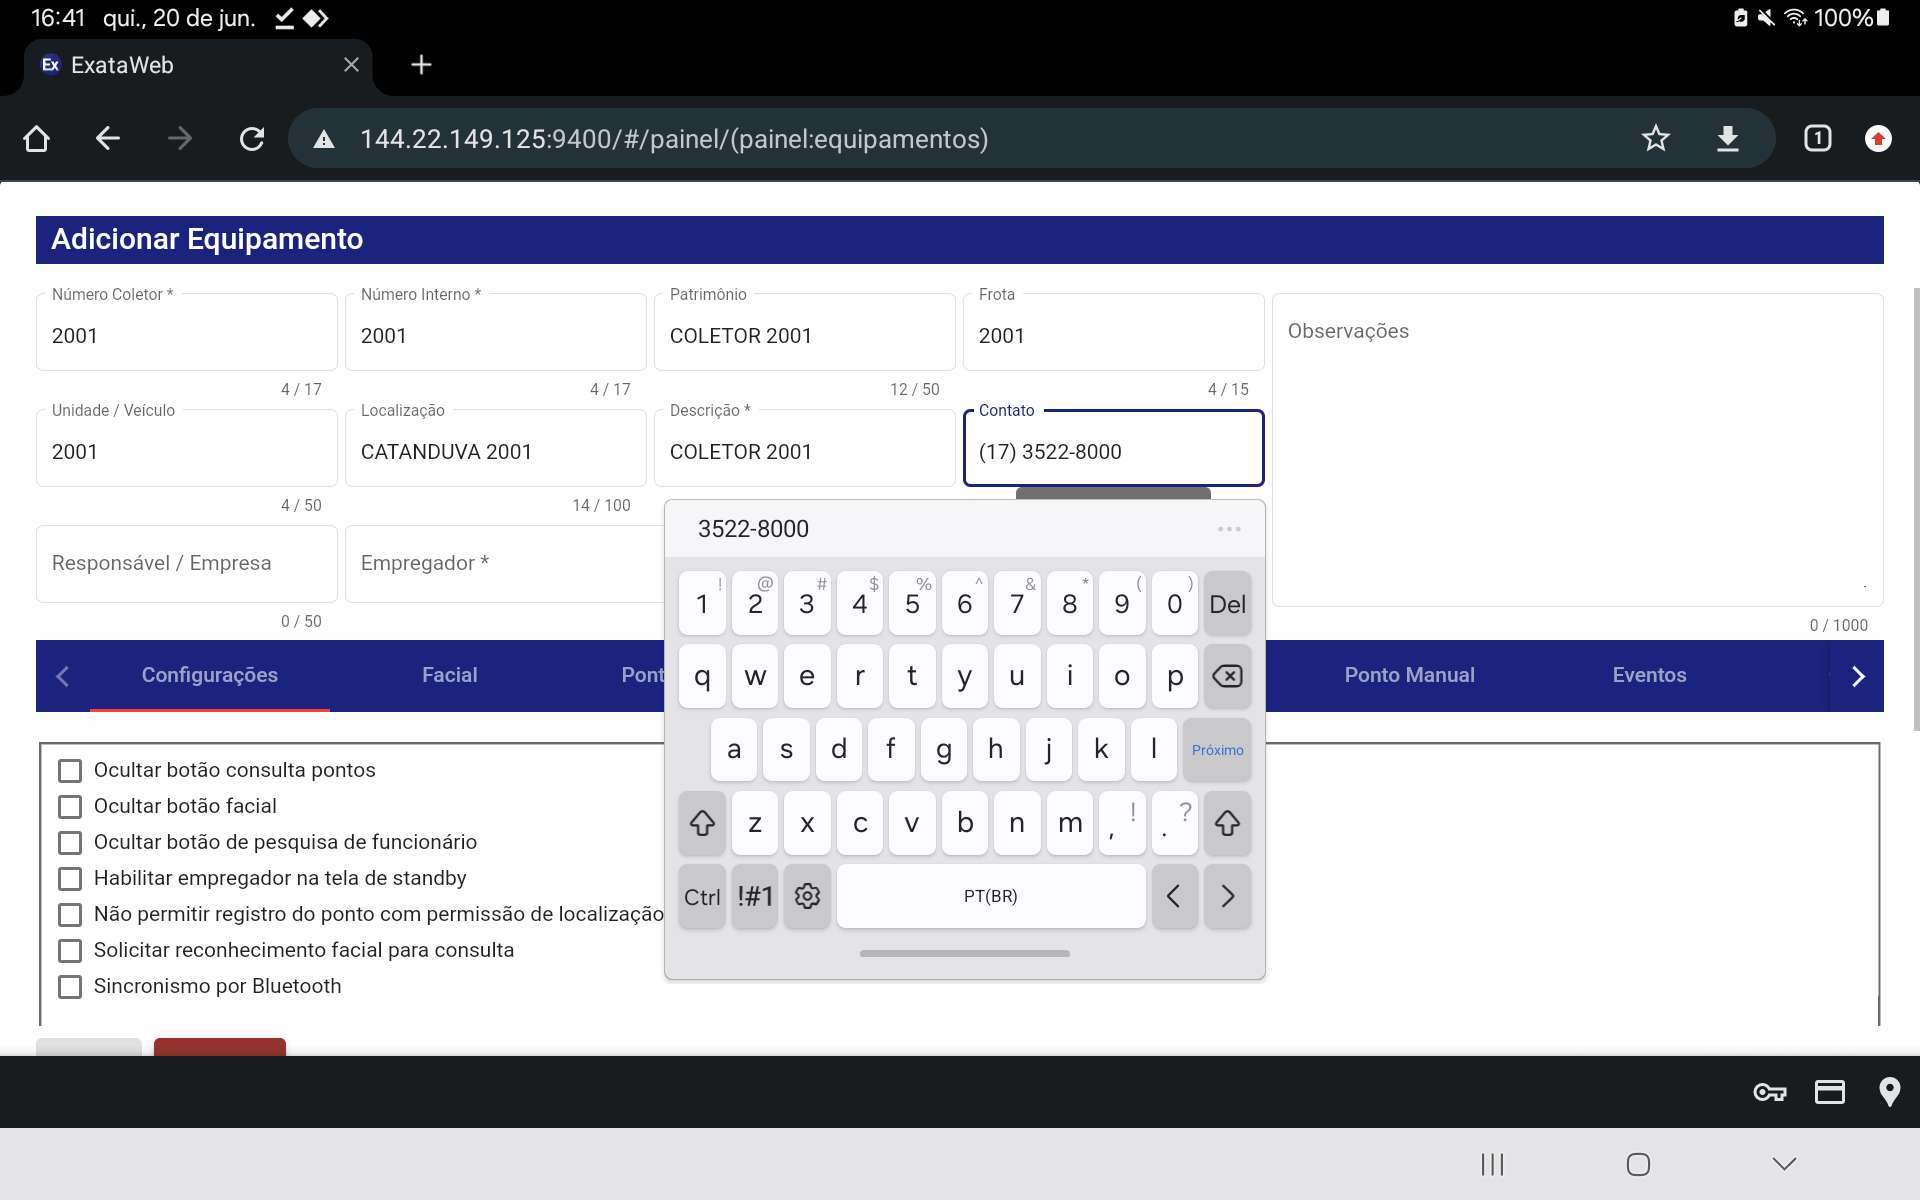 16:41 qui., 20 de jun. 100%
Ex ExataWeb
144.22.149.125:9400/#/painel/(painel:equipamentos) 1
Adicionar Equipamento
Número Coletor * Número Interno * Patrimônio Frota
2001 2001 COLETOR 2001 2001 Observações
4 / 17 4 / 17 12 / 50 4 / 15
Unidade / Veículo Localização Descrição * Contato
2001 CATANDUVA 2001 COLETOR 2001 (17) 3522-8000
4 / 50 14 / 100
Responsável / Empresa Empregador *
0 / 50 0 / 1000
Configurações Facial Pont Ponto Manual Eventos
Ocultar botão consulta pontos
Ocultar botão facial
Ocultar botão de pesquisa de funcionário
Habilitar empregador na tela de standby
Não permitir registro do ponto com permissão de localização
Solicitar reconhecimento facial para consulta
Sincronismo por Bluetooth
3522-8000 ...
! @ # $ % ^ & * ( )
1 2 3 4 5 6 7 8 9 0 Del
q w e r t y u i o p
a s d f g h j k l Próximo
z x c v b n m , ! . ?
Ctrl !#1 PT(BR) < >